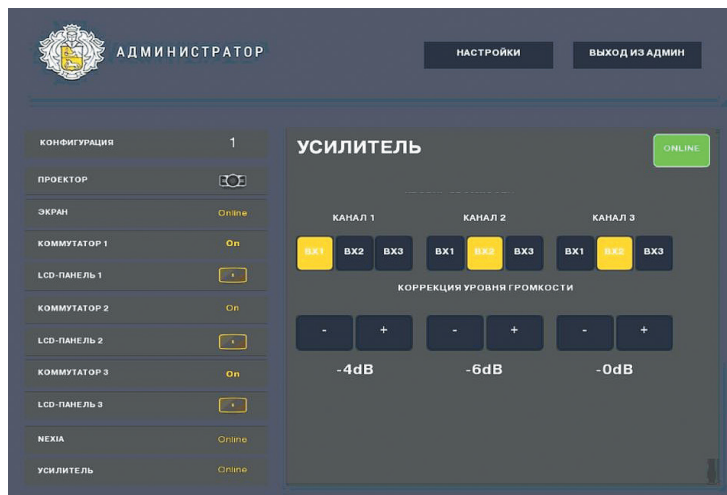 АДМИНИСТРАТОР
НАСТРОЙКИ
ВЫХОД ИЗ АДМИН
КОНФИГУРАЦИЯ 1
ПРОЕКТОР
ЭКРАН Online
КОММУТАТОР 1 On
LCD-ПАНЕЛЬ 1
КОММУТАТОР 2 On
LCD-ПАНЕЛЬ 2
КОММУТАТОР 3 On
LCD-ПАНЕЛЬ 3
NEXIA Online
УСИЛИТЕЛЬ Online
УСИЛИТЕЛЬ
ONLINE
КАНАЛ 1 КАНАЛ 2 КАНАЛ 3
ВХ1 ВХ2 ВХ3 ВХ1 ВХ2 ВХ3 ВХ1 ВХ2 ВХ3
КОРРЕКЦИЯ УРОВНЯ ГРОМКОСТИ
- + - + - +
-4dB -6dB -0dB